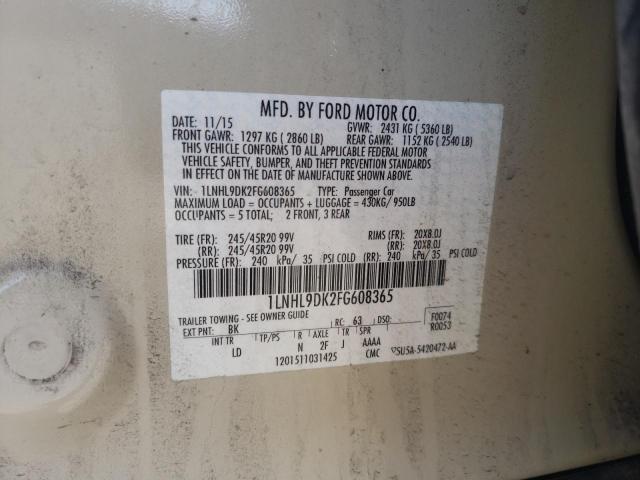 MFD. BY FORD MOTOR CO.
DATE: 11/15 GVWR: 2431 KG (5360 LB)
FRONT GAWR: 1297 KG (2860 LB) REAR GAWR: 1152 KG (2540 LB)
THIS VEHICLE CONFORMS TO ALL APPLICABLE FEDERAL MOTOR
VEHICLE SAFETY, BUMPER, AND THEFT PREVENTION STANDARDS
IN EFFECT ON THE DATE OF MANUFACTURE SHOWN ABOVE.
VIN: 1LNHL9DK2FG608365 TYPE: Passenger Car
MAXIMUM LOAD = OCCUPANTS + LUGGAGE = 430KG/ 950LB
OCCUPANTS = 5 TOTAL; 2 FRONT, 3 REAR
TIRE (FR): 245/45R20 99V RIMS (FR): 20X8.0J
(RR): 245/45R20 99V (RR): 20X8.0J
PRESSURE (FR): 240 kPa/ 35 PSI COLD (RR): 240 kPa/ 35 PSI COLD
1LNHL9DK2FG608365
TRAILER TOWING - SEE OWNER GUIDE F0074
EXT PNT: BK RC: 63 DSO: R0053
INT TR TP/PS R AXLE TR SPR
LD N 2F J AAAA
1201511031425 CMC 5U5A-5420472-AA